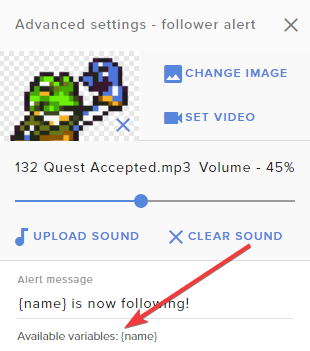 Advanced settings - follower alert
CHANGE IMAGE
SET VIDEO
132 Quest Accepted.mp3 Volume - 45%
UPLOAD SOUND CLEAR SOUND
Alert message
{name} is now following!
Available variables: {name}